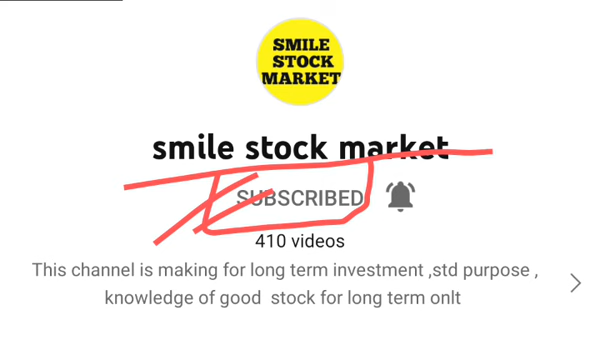 SMILE
STOCK
MARKET
smile stock market
SUBSCRIBED
410 videos
This channel is making for long term investment ,std purpose ,
knowledge of good stock for long term onlt